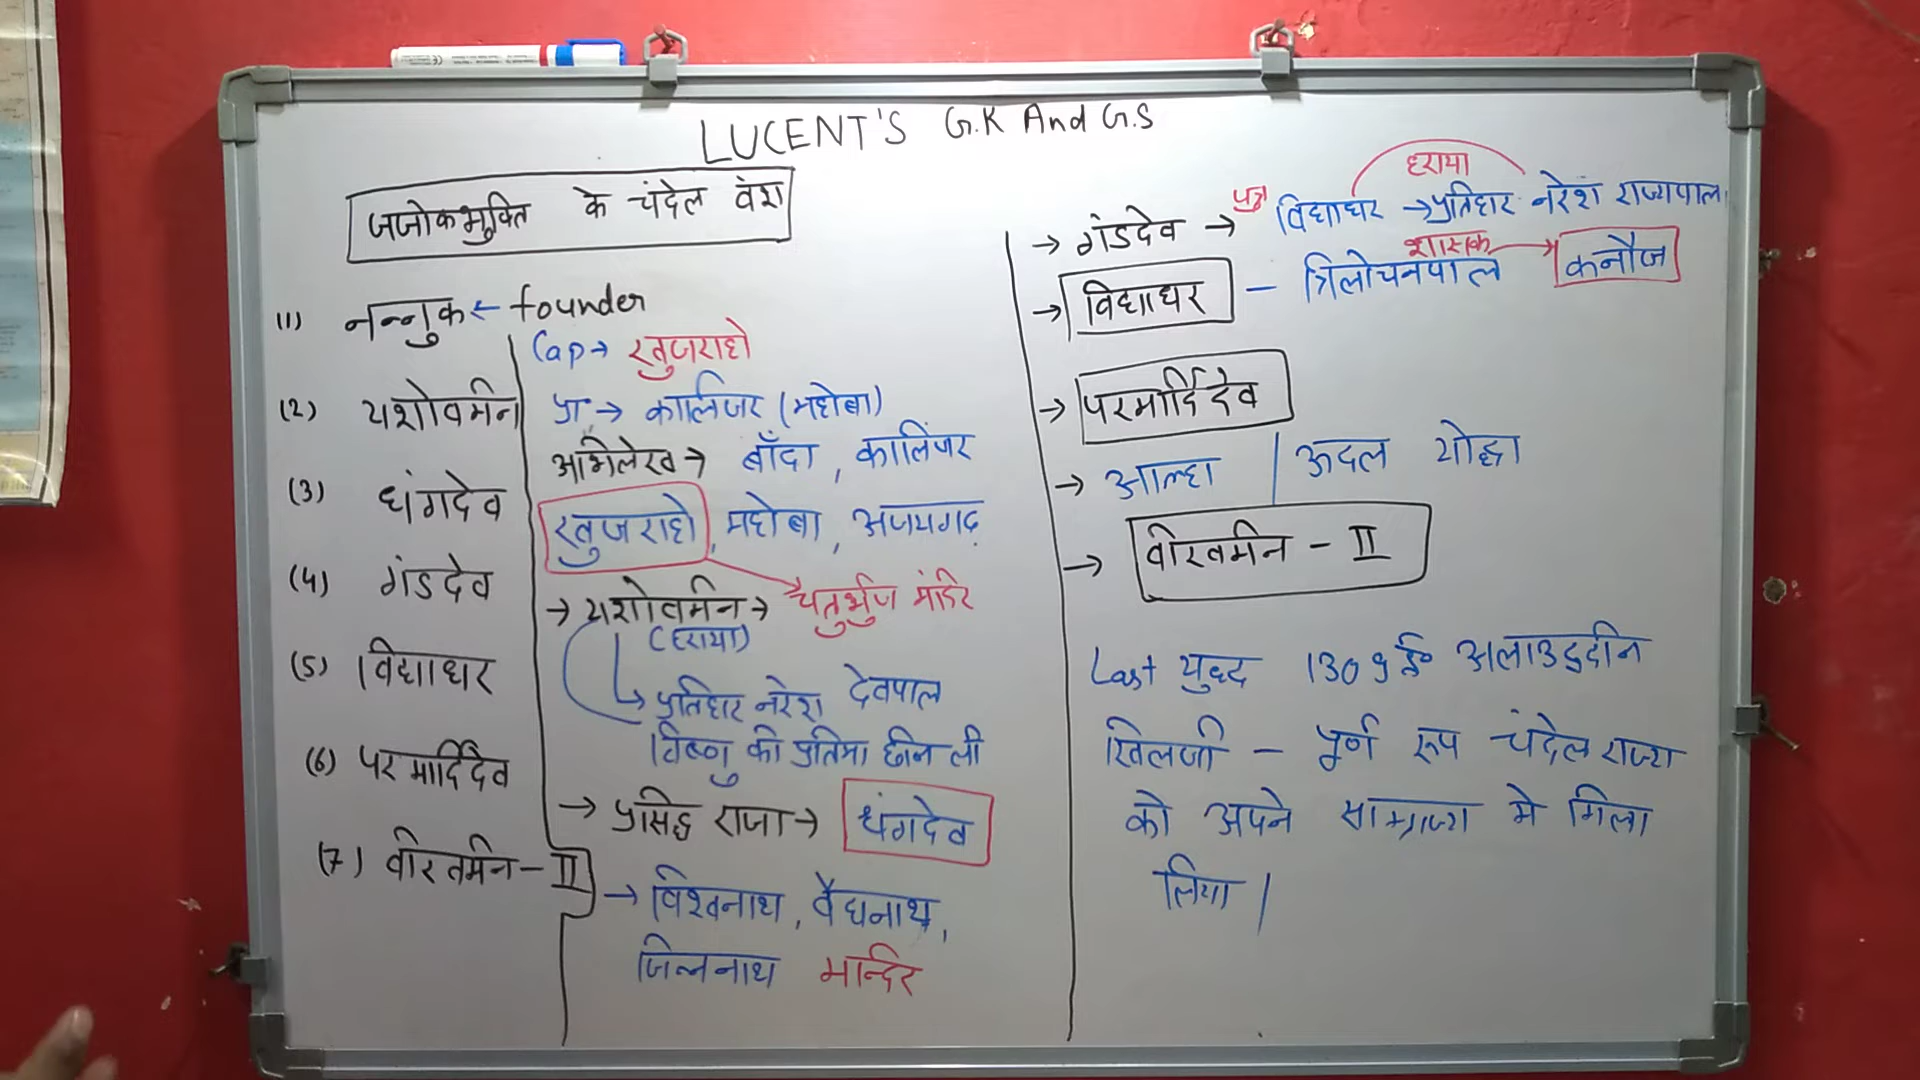 LUCENT'S G.K And G.S
जजोकभुक्ति के चंदेल वंश
(1) नन्नुक ← founder
(2) यशोवर्मन
(3) धंगदेव
(4) गंडदेव
(5) विद्याधर
(6) परमार्दिदेव
(7) वीरवर्मन - II
Cap → खजुराहो
प्रा → कालिंजर (महोबा)
अभिलेख → बाँदा, कालिंजर
खजुराहो, महोबा, अजयगढ़
→ यशोवर्मन → चतुर्भुज मंदिर
(हराया)
प्रतिहार नरेश देवपाल
विष्णु की प्रतिमा छीन ली
→ प्रसिद्ध राजा → धंगदेव
→ विश्वनाथ, वैद्यनाथ,
जिननाथ मन्दिर
हराया
→ गंडदेव → पुत्र विद्याधर → प्रतिहार नरेश राज्यपाल
शासक → कन्नौज
→ विद्याधर - त्रिलोचनपाल
→ परमार्दिदेव
→ आल्हा / ऊदल योद्धा
→ वीरवर्मन - II
Last युद्ध 1309 ई० अलाउद्दीन
खिलजी - पूर्ण रूप चंदेल राज्य
को अपने साम्राज्य मे मिला
लिया |